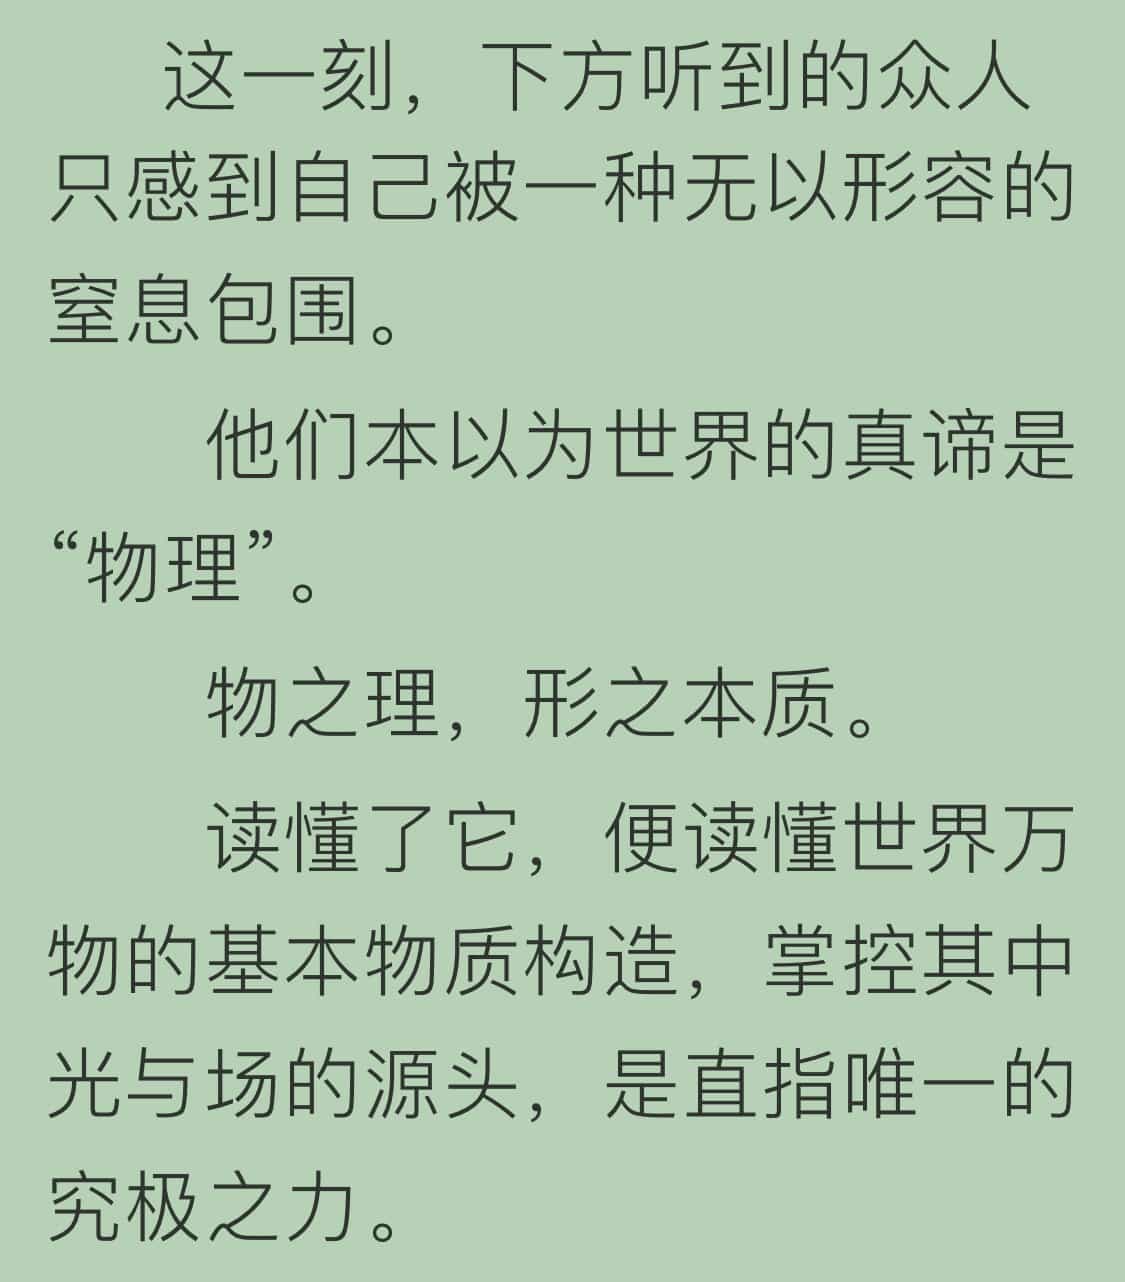 这一刻，下方听到的众人
只感到自己被一种无以形容的
窒息包围。
他们本以为世界的真谛是
“物理”。
物之理，形之本质。
读懂了它，便读懂世界万
物的基本物质构造，掌控其中
光与场的源头，是直指唯一的
究极之力。